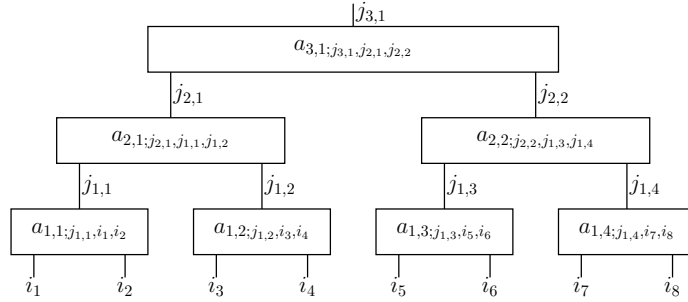 j_{3,1}
a_{3,1;j_{3,1},j_{2,1},j_{2,2}}
j_{2,1} j_{2,2}
a_{2,1;j_{2,1},j_{1,1},j_{1,2}} a_{2,2;j_{2,2},j_{1,3},j_{1,4}}
j_{1,1} j_{1,2} j_{1,3} j_{1,4}
a_{1,1;j_{1,1},i_1,i_2} a_{1,2;j_{1,2},i_3,i_4} a_{1,3;j_{1,3},i_5,i_6} a_{1,4;j_{1,4},i_7,i_8}
i_1 i_2 i_3 i_4 i_5 i_6 i_7 i_8